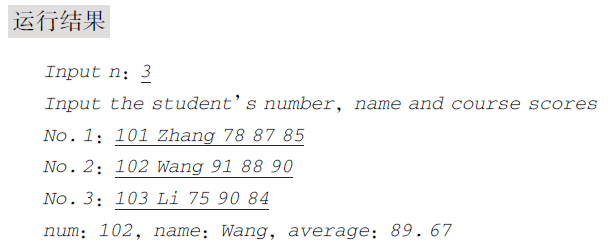 运行结果
Input n: 3
Input the student's number, name and course scores
No.1: 101 Zhang 78 87 85
No.2: 102 Wang 91 88 90
No.3: 103 Li 75 90 84
num: 102, name: Wang, average: 89.67